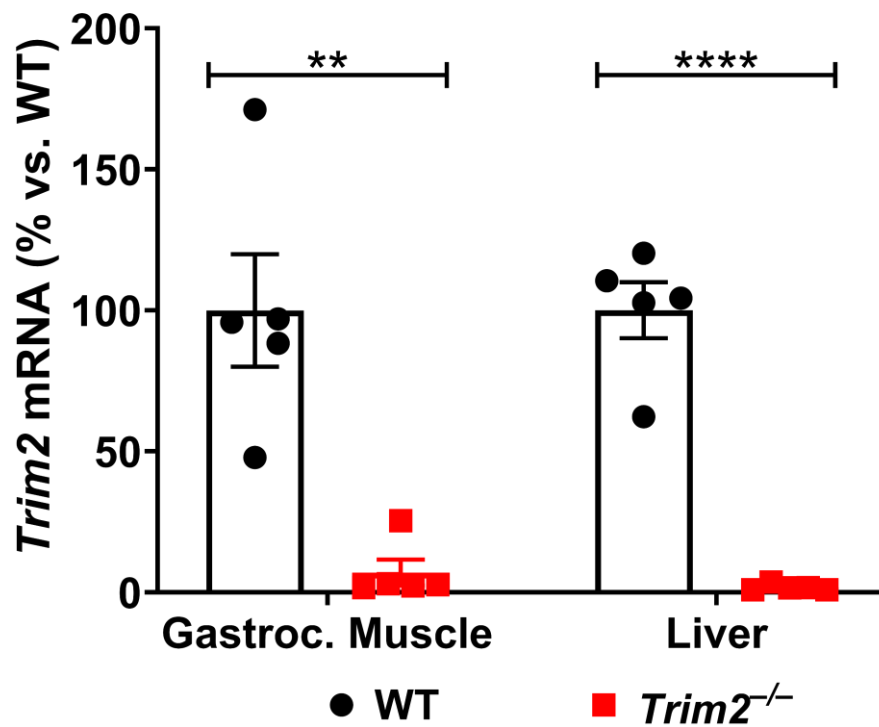 Trim2 mRNA (% vs. WT)
200
150
100
50
0
**
****
Gastroc. Muscle
Liver
WT
Trim2⁻/⁻